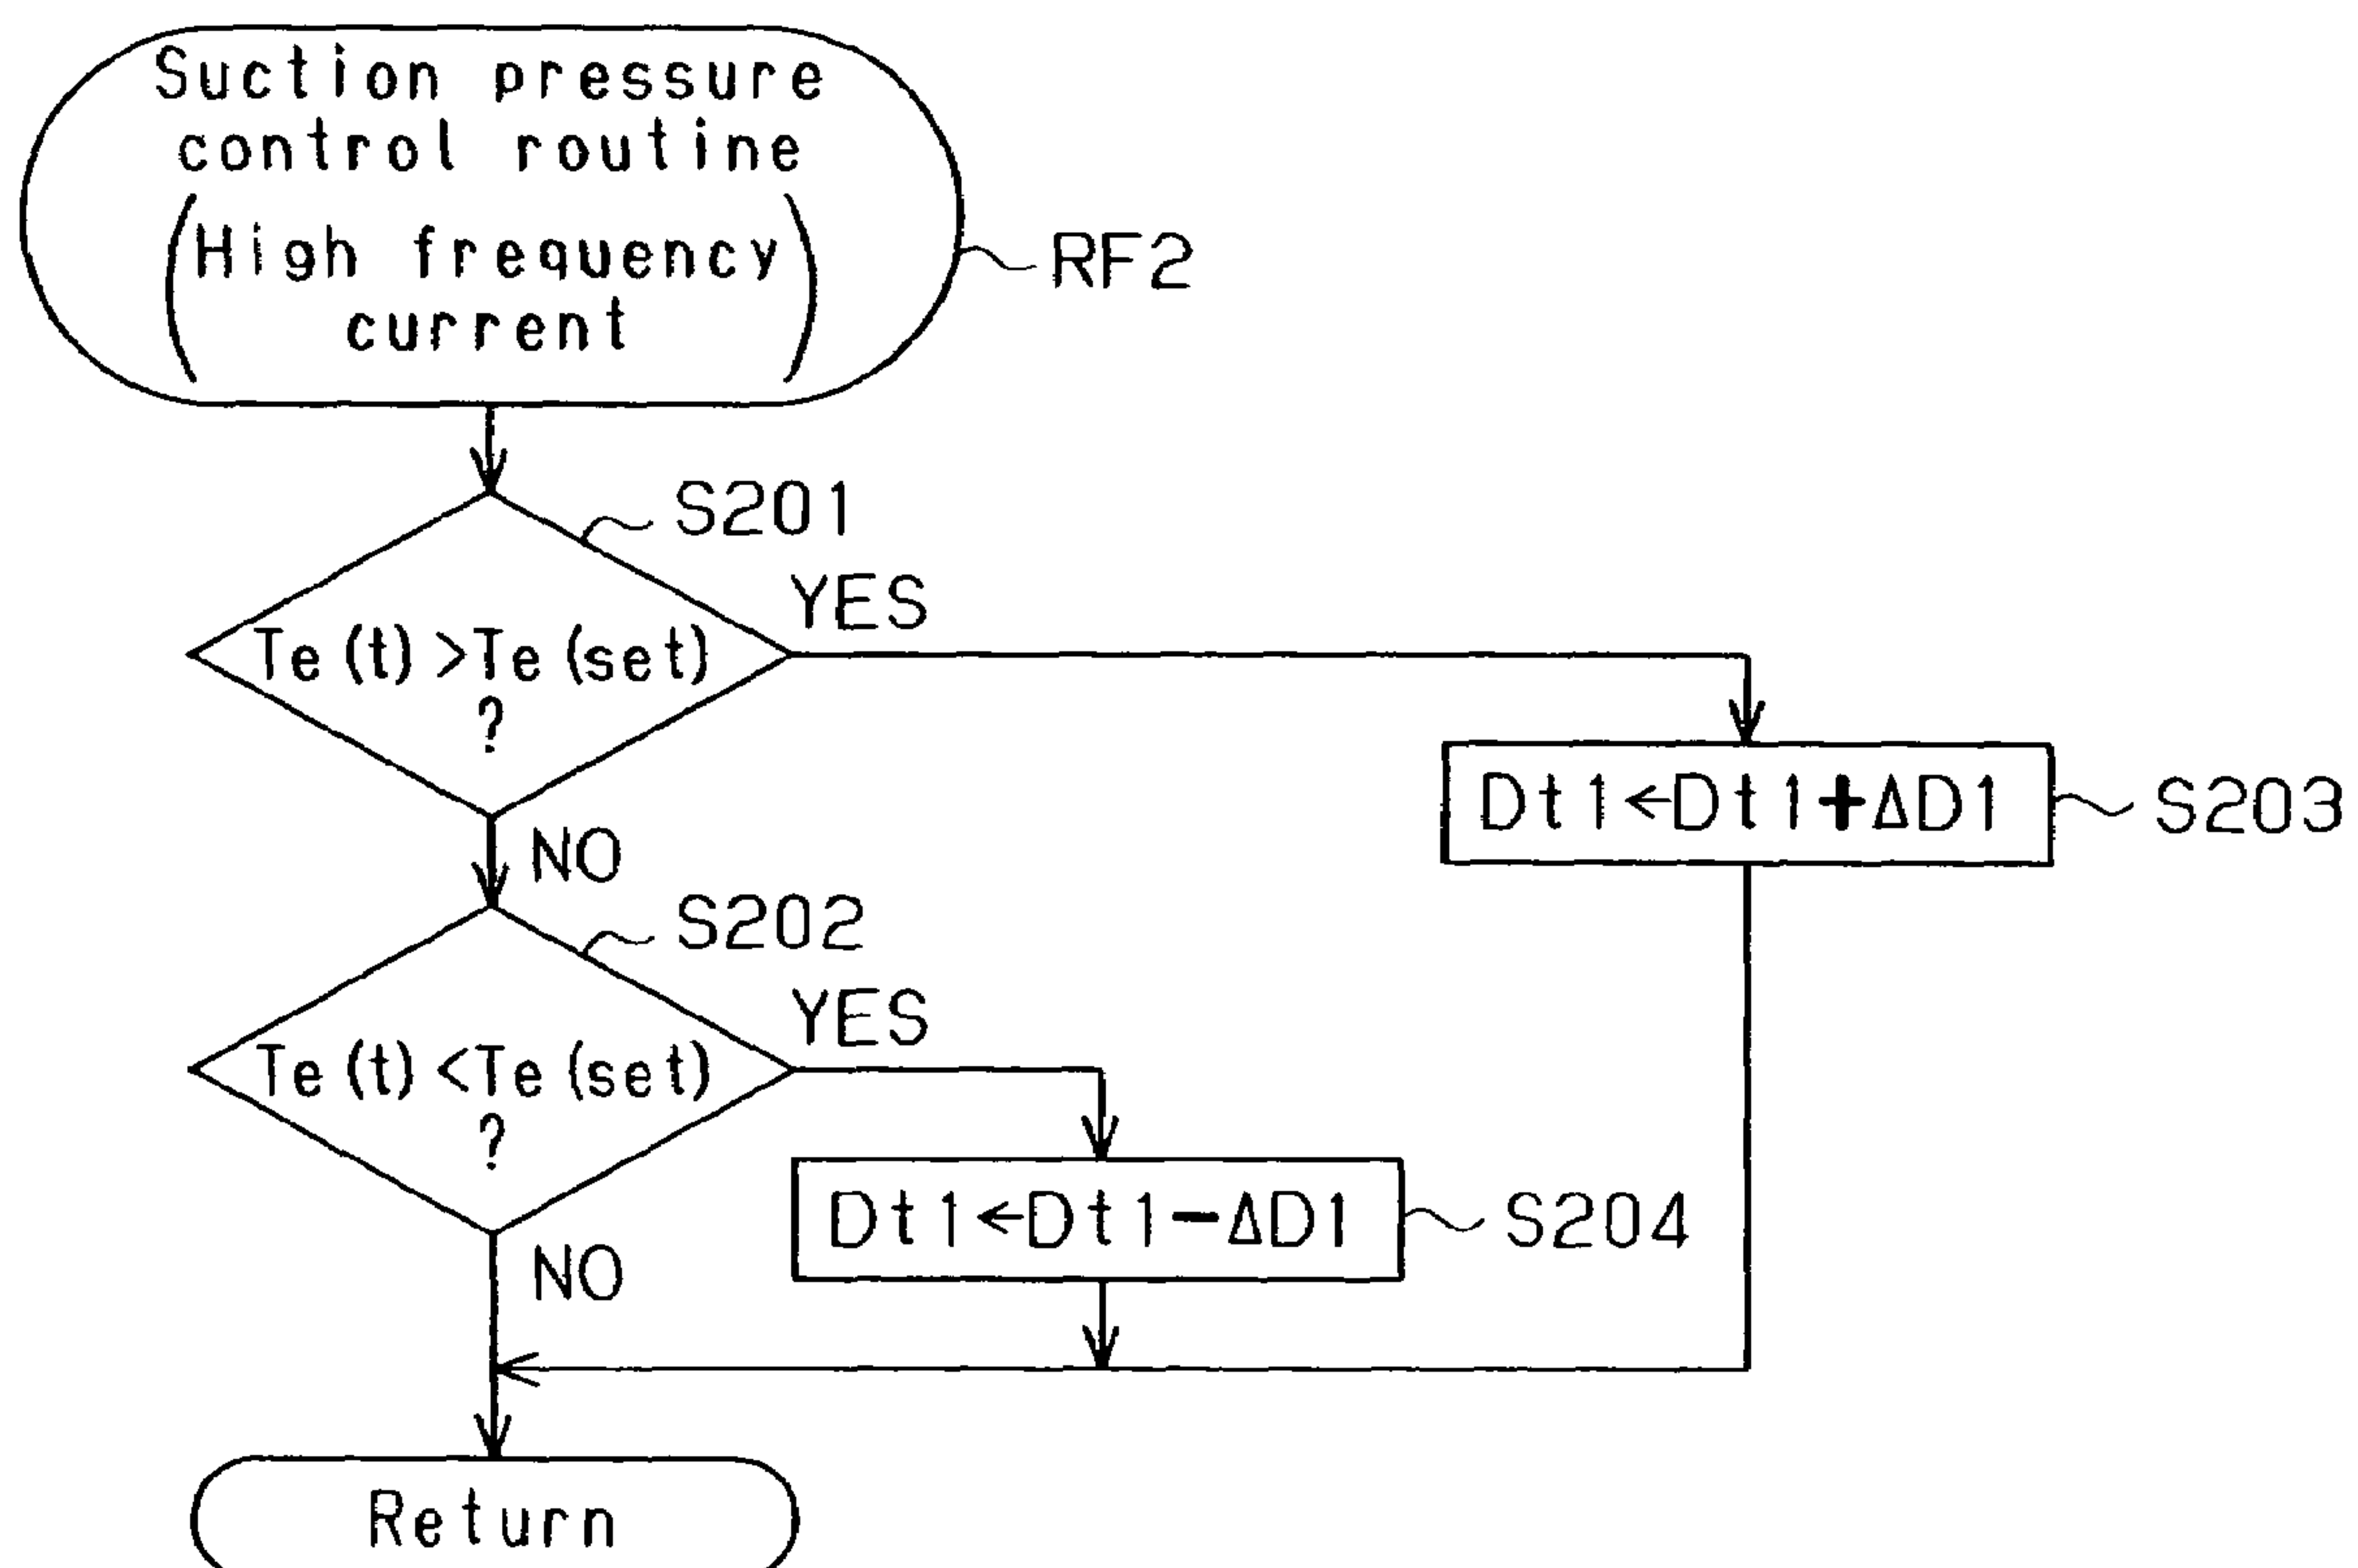 Suction pressure
control routine
(High frequency
current)
RF2
S201
YES
Te(t)>Te(set)
?
Dt1←Dt1+ΔD1
S203
NO
S202
YES
Te(t)<Te(set)
?
Dt1←Dt1−ΔD1
S204
NO
Return